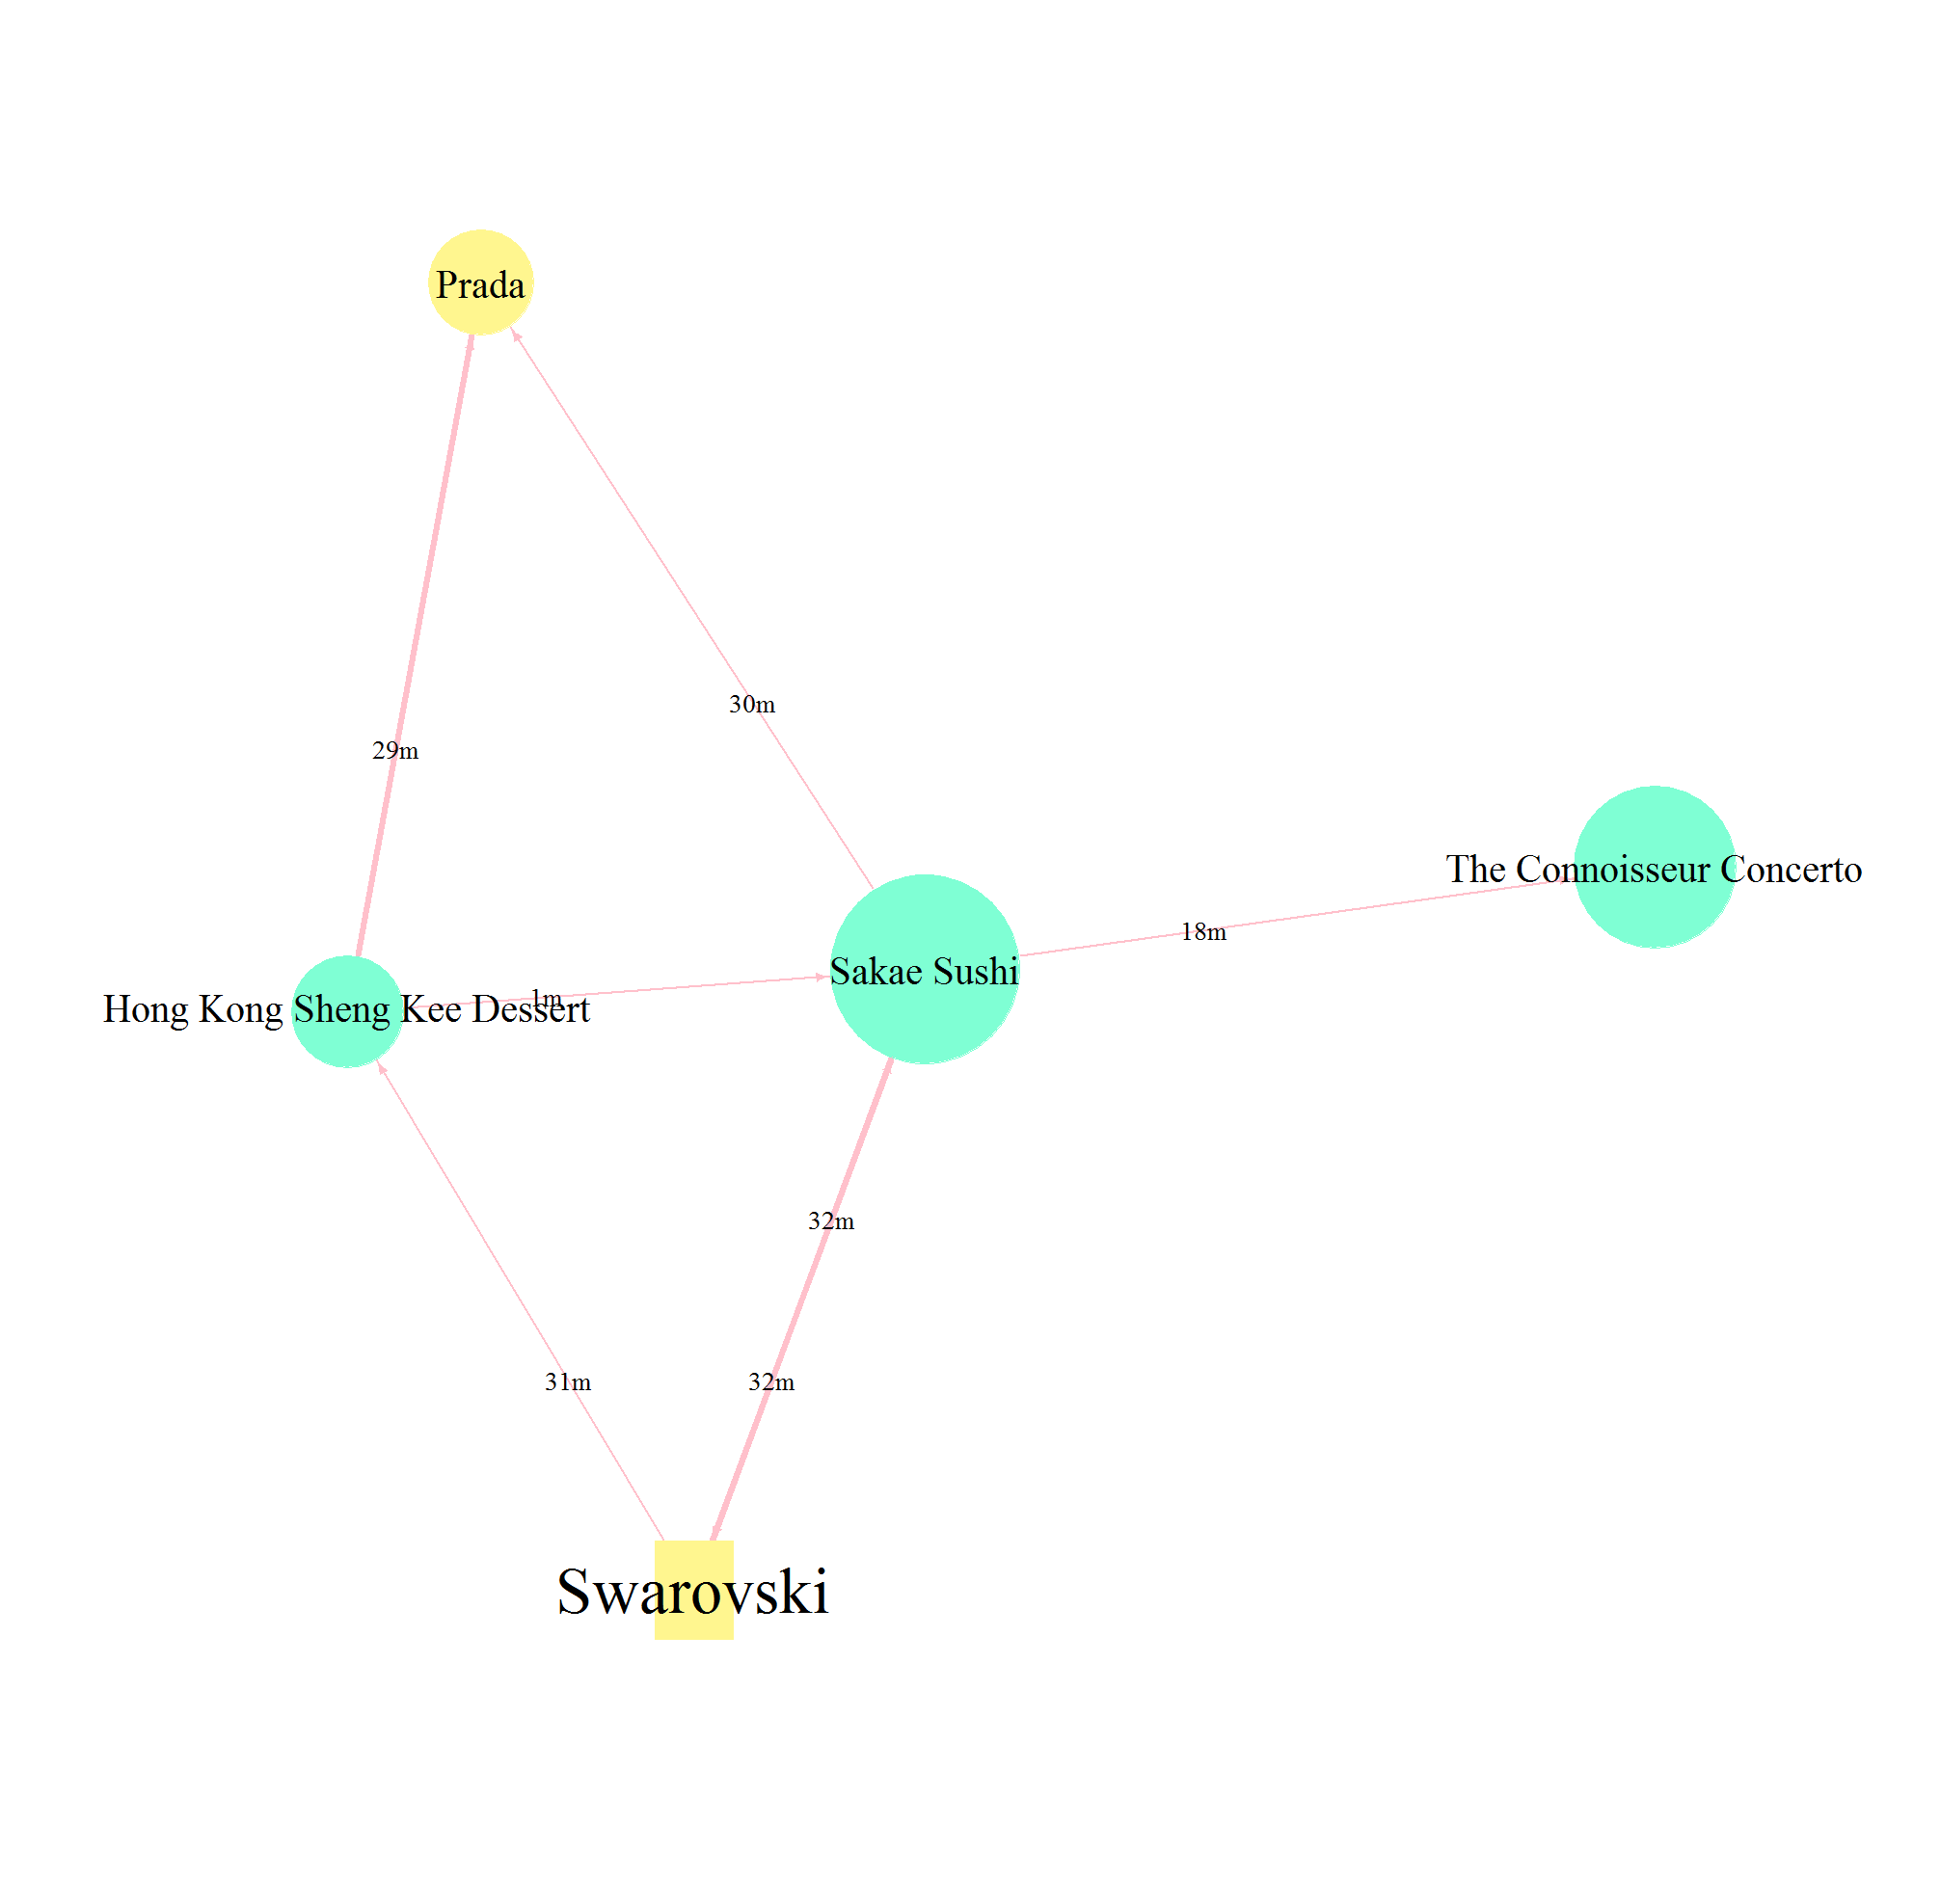 Prada
30m
29m
The Connoisseur Concerto
18m
Sakae Sushi
1m
Hong Kong Sheng Kee Dessert
32m
31m
32m
Swarovski